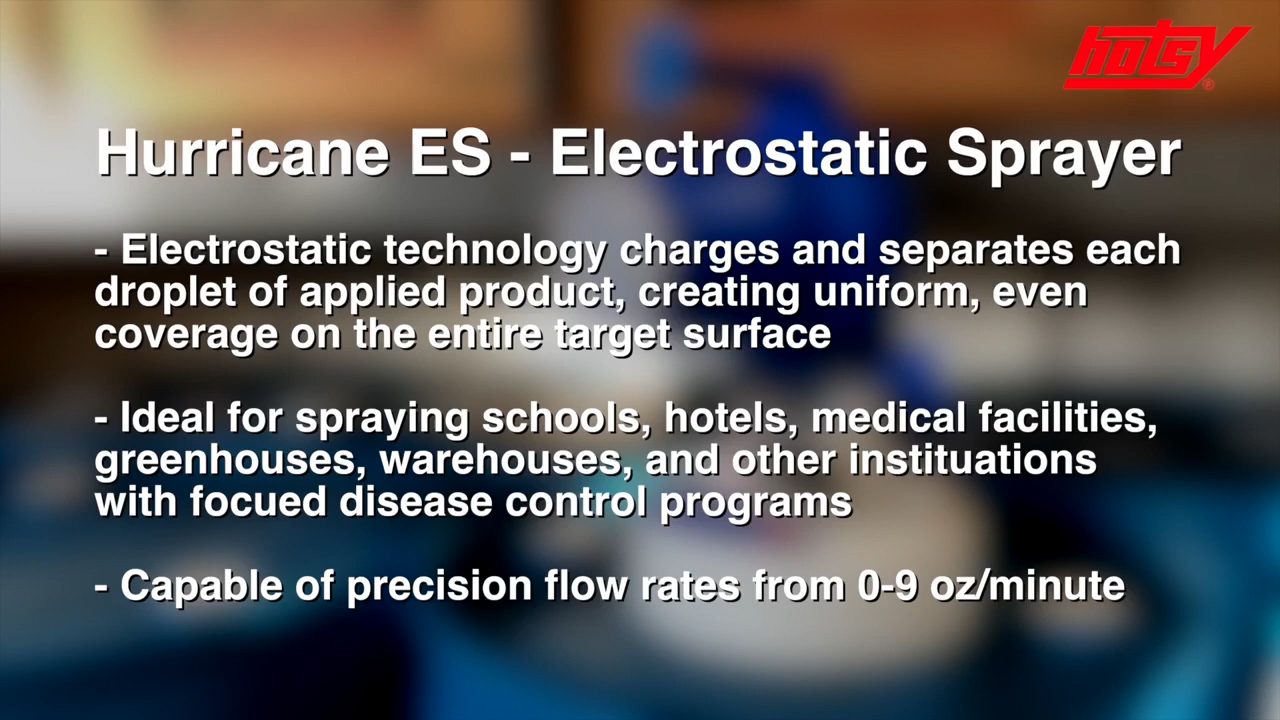 hotsy®
Hurricane ES - Electrostatic Sprayer
- Electrostatic technology charges and separates each
droplet of applied product, creating uniform, even
coverage on the entire target surface
- Ideal for spraying schools, hotels, medical facilities,
greenhouses, warehouses, and other instituations
with focued disease control programs
- Capable of precision flow rates from 0-9 oz/minute